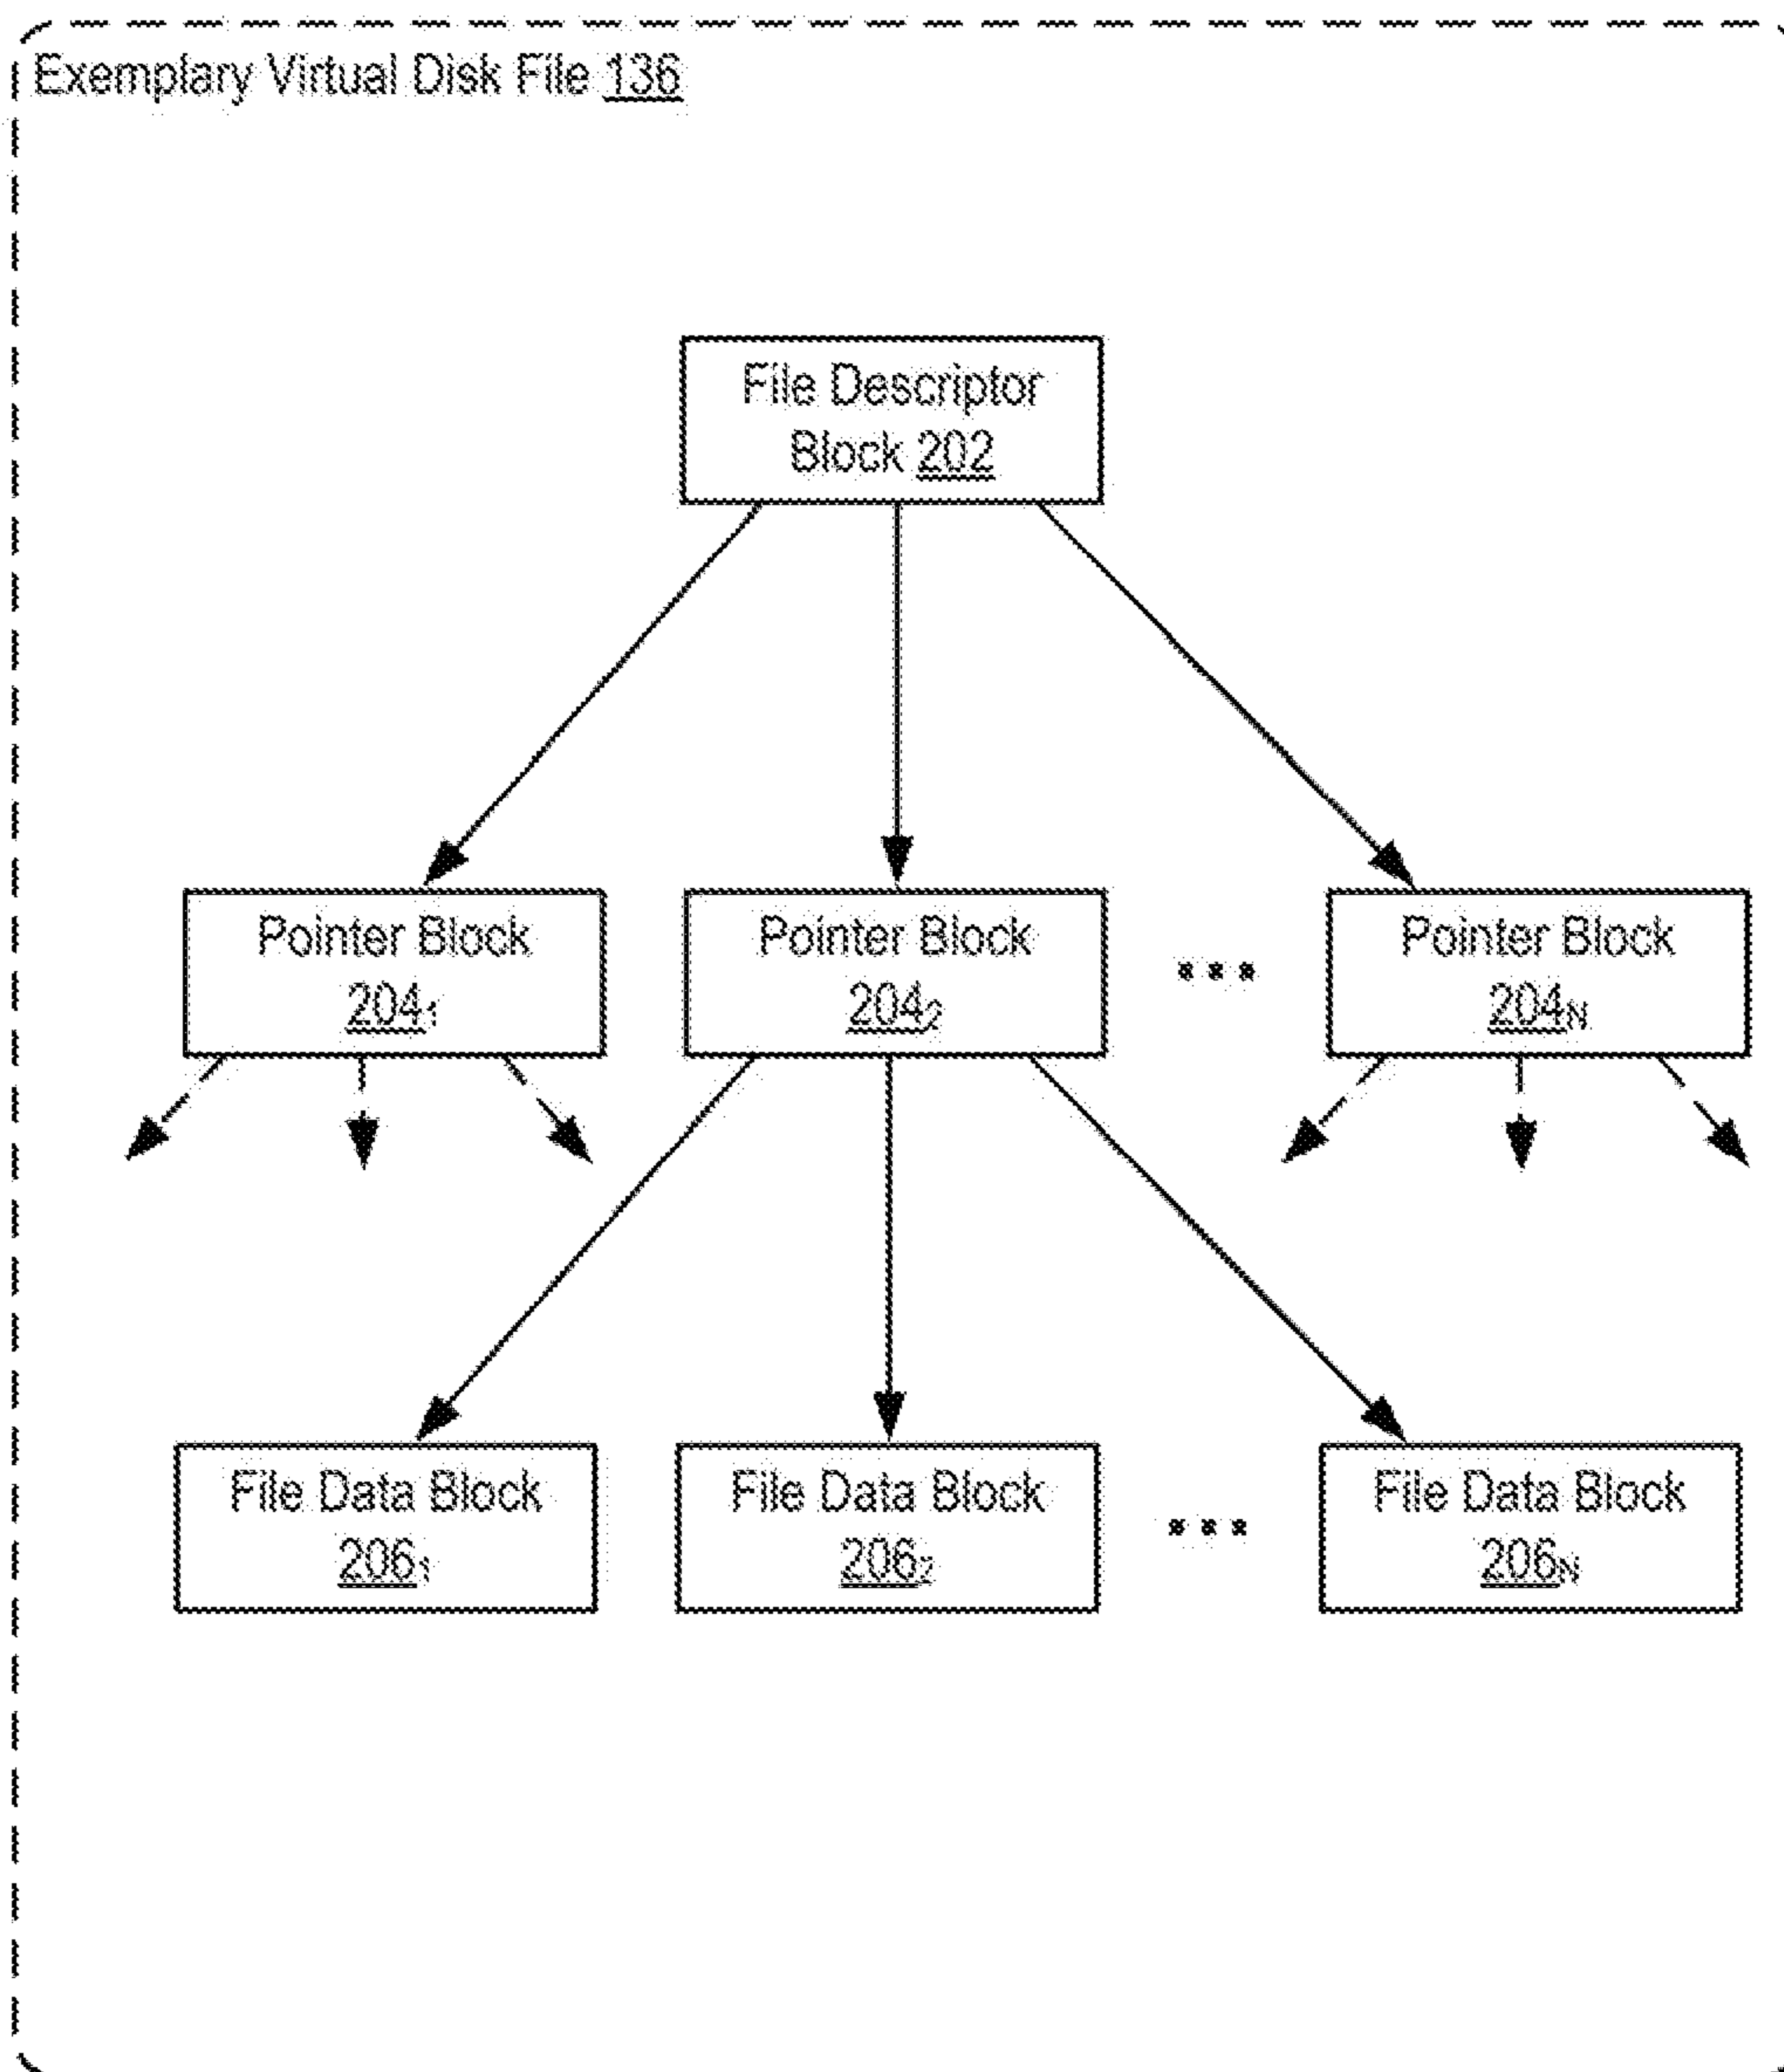 Exemplary Virtual Disk File 136
File Descriptor
Block 202
Pointer Block
204₁
Pointer Block
204₂
...
Pointer Block
204N
File Data Block
206₁
File Data Block
206₂
...
File Data Block
206N